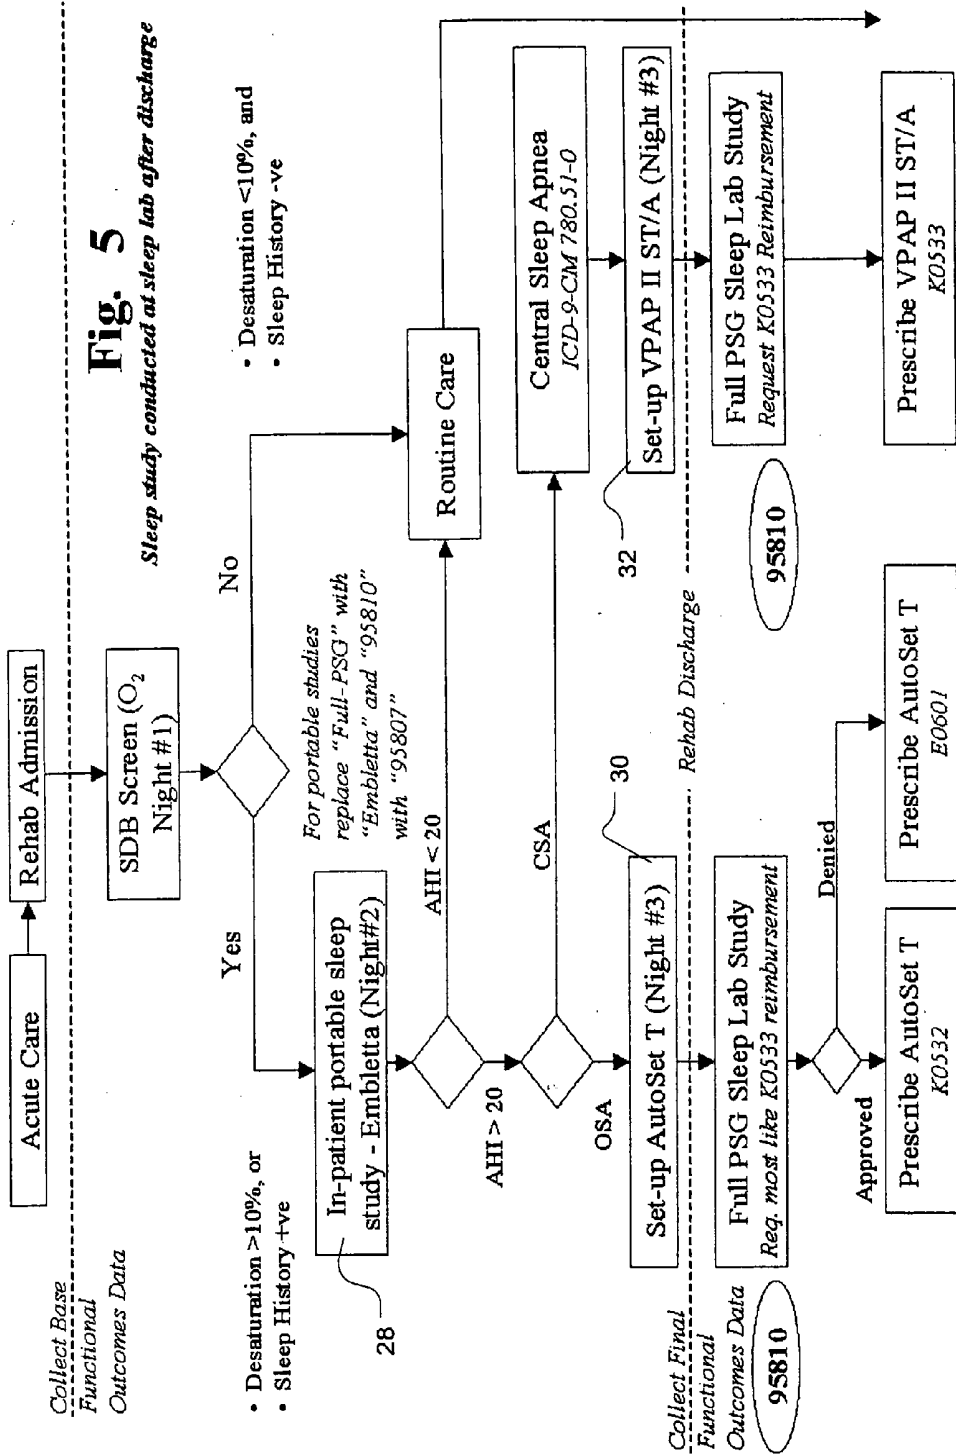 Fig. 5
Sleep study conducted at sleep lab after discharge
Acute Care
Rehab Admission
Collect Base
Functional
Outcomes Data
SDB Screen (O2
Night #1)
• Desaturation >10%, or
• Sleep History +ve
Yes
No
• Desaturation <10%, and
• Sleep History -ve
In-patient portable sleep
study - Embletta (Night#2)
28
For portable studies
replace "Full-PSG" with
"Embletta" and "95810"
with "95807"
AHI < 20
Routine Care
AHI > 20
CSA
Central Sleep Apnea
ICD-9-CM 780.51-0
OSA
Set-up AutoSet T (Night #3)
30
32
Set-up VPAP II ST/A (Night #3)
Rehab Discharge
Collect Final
Functional
Outcomes Data
95810
Full PSG Sleep Lab Study
Req. most like K0533 reimbursement
95810
Full PSG Sleep Lab Study
Request K0533 Reimbursement
Approved
Denied
Prescribe AutoSet T
K0532
Prescribe AutoSet T
E0601
Prescribe VPAP II ST/A
K0533